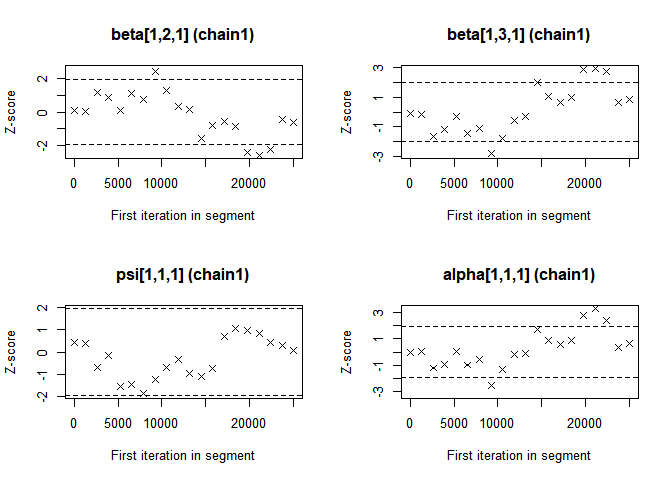 beta[1,2,1] (chain1)
Z-score
2
0
-2
0
5000
10000
20000
First iteration in segment
beta[1,3,1] (chain1)
Z-score
3
1
-1
-3
0
5000
10000
20000
First iteration in segment
psi[1,1,1] (chain1)
Z-score
2
1
0
-1
-2
0
5000
10000
20000
First iteration in segment
alpha[1,1,1] (chain1)
Z-score
3
1
-1
-3
0
5000
10000
20000
First iteration in segment